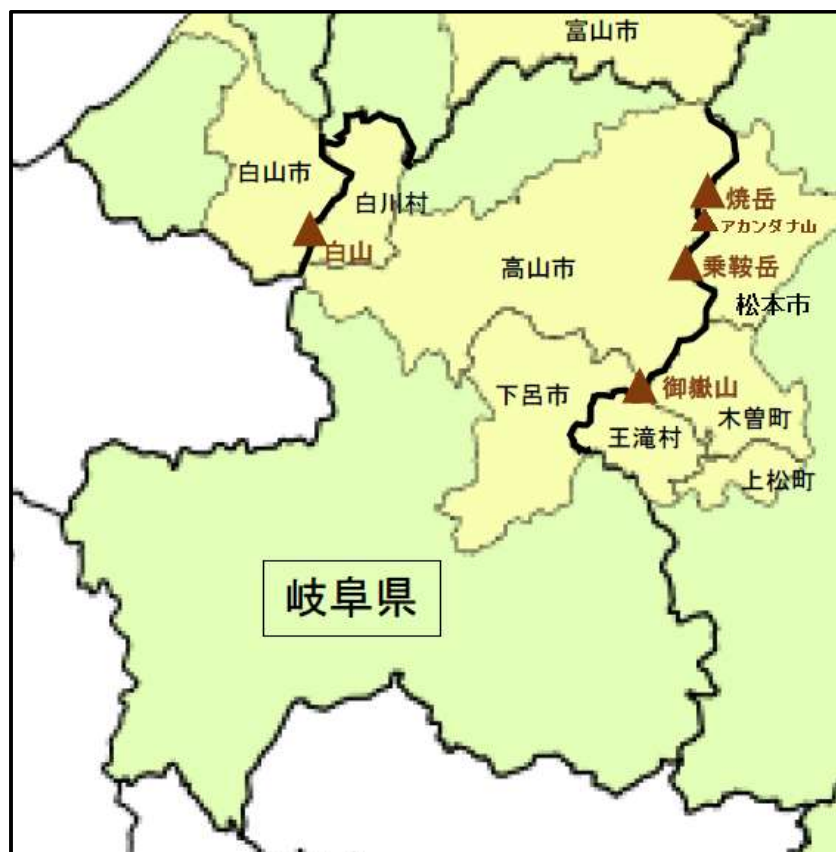 富山市
白山市
白川村
焼岳
アカンダナ山
白山
高山市
乗鞍岳
松本市
下呂市
御嶽山
木曽町
王滝村
上松町
岐阜県